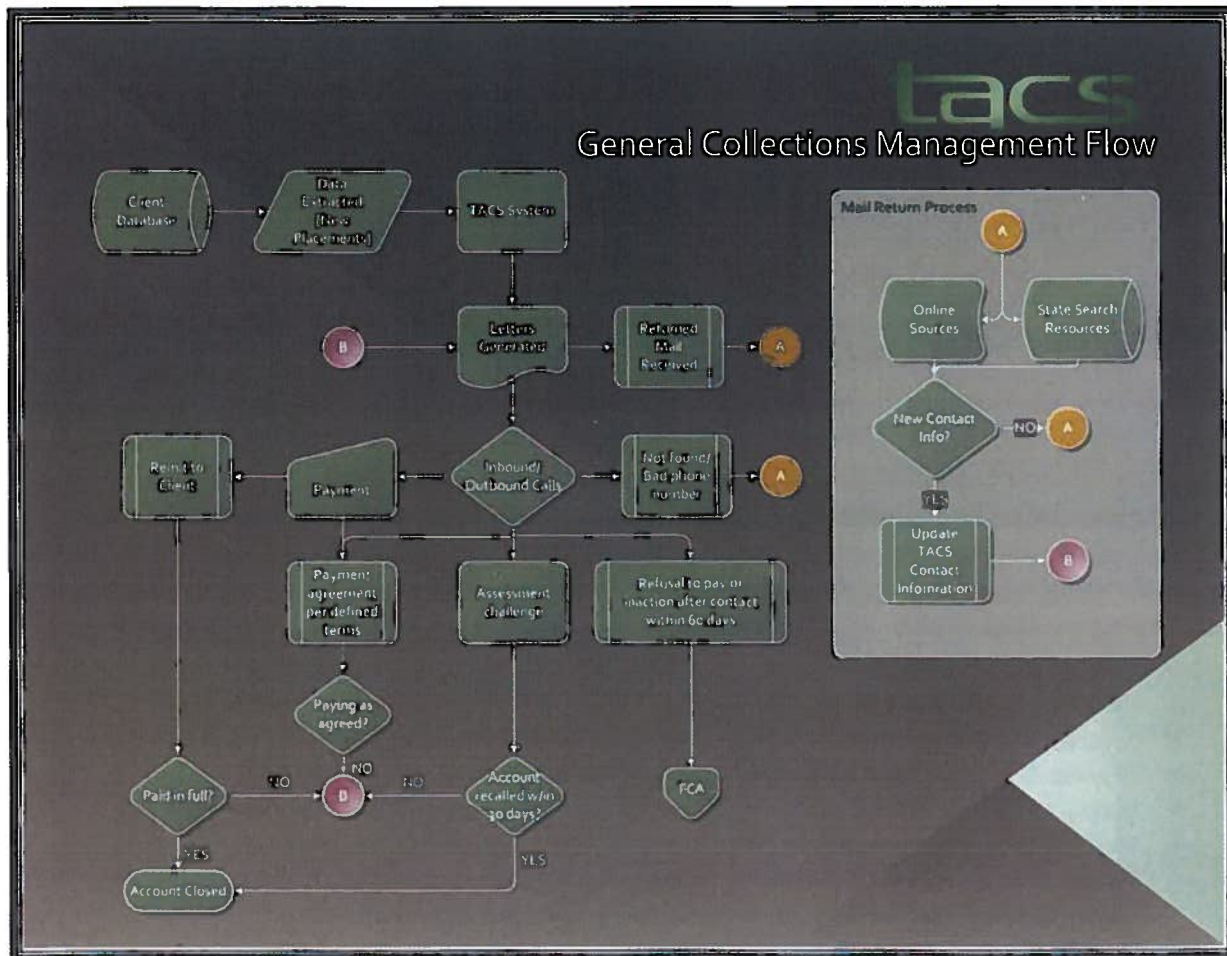 tacs
General Collections Management Flow
Client
Database
Data
Extracted
[New
Placements]
TACS System
Mail Return Process
A
Online
Sources
State Search
Resources
B
Letters
Generated
Returned
Mail
Received
A
New Contact
Info?
NO
A
YES
Remit to
Client
Payment
Inbound/
Outbound Calls
Not found/
Bad phone
number
A
Update
TACS
Contact
Information
B
Payment
agreement
per defined
terms
Assessment
challenge
Refusal to pay or
inaction after contact
within 60 days
Paying as
agreed?
NO
Paid in full?
NO
B
NO
Account
recalled w/in
30 days?
FCA
YES
YES
Account Closed